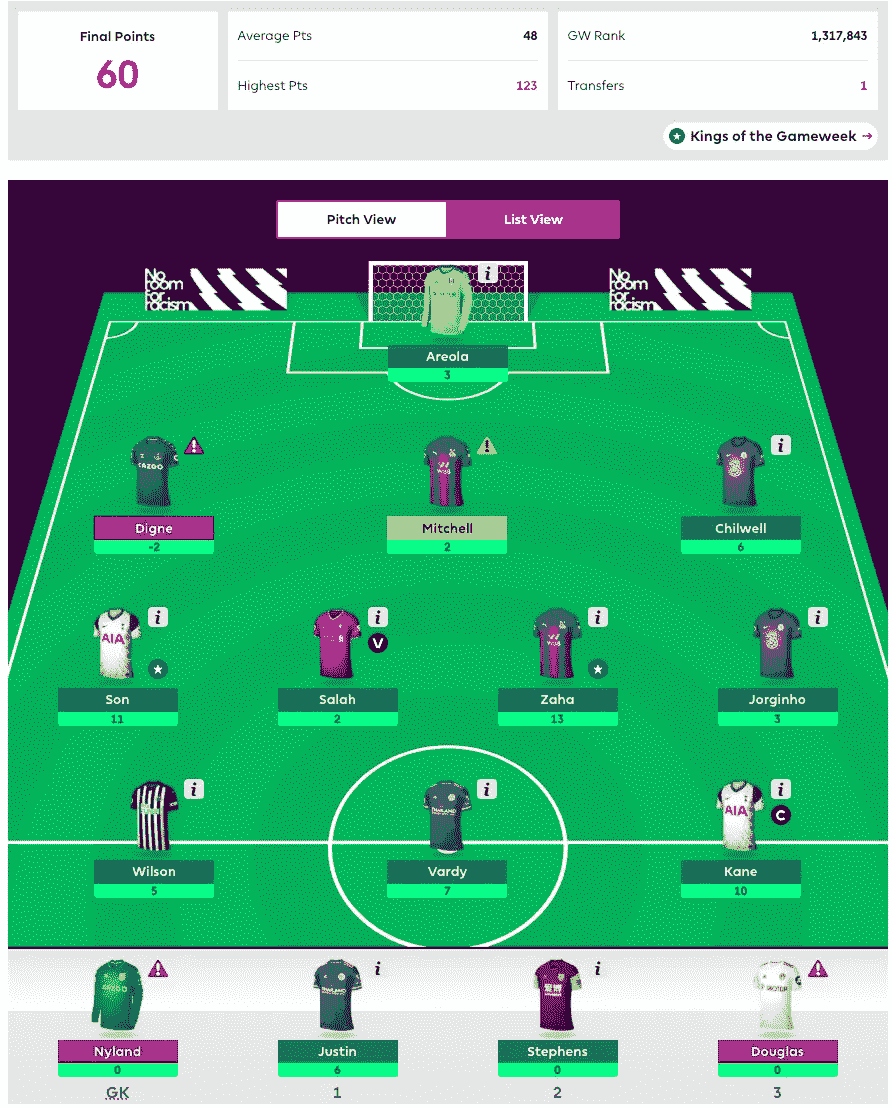 Final Points
60
Average Pts 48
Highest Pts 123
GW Rank 1,317,843
Transfers 1
Kings of the Gameweek →
Pitch View List View
No room for racism
No room for racism
i
Areola
3
CAZOO
Digne
-2
Mitchell
2
i
Chilwell
6
AIA
i
Son
11
i
V
Salah
2
i
Zaha
13
i
Jorginho
3
i
Wilson
5
i
Vardy
7
AIA
i
C
Kane
10
Nyland
0
GK
i
Justin
6
1
i
Stephens
0
2
Douglas
0
3